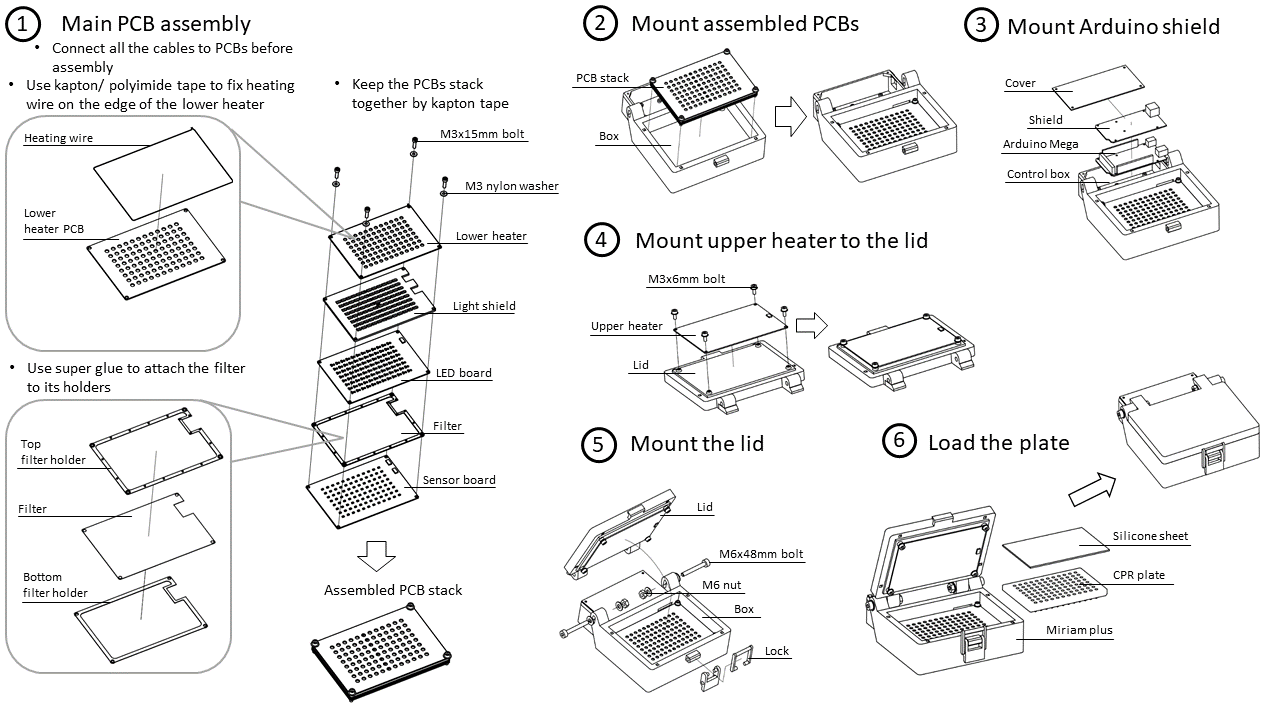 1 Main PCB assembly
• Connect all the cables to PCBs before
assembly
• Use kapton/ polyimide tape to fix heating
wire on the edge of the lower heater
• Keep the PCBs stack
together by kapton tape
Heating wire
Lower
heater PCB
M3x15mm bolt
M3 nylon washer
Lower heater
Light shield
LED board
Filter
Sensor board
• Use super glue to attach the filter
to its holders
Top
filter holder
Filter
Bottom
filter holder
Assembled PCB stack
2 Mount assembled PCBs
PCB stack
Box
3 Mount Arduino shield
Cover
Shield
Arduino Mega
Control box
4 Mount upper heater to the lid
M3x6mm bolt
Upper heater
Lid
5 Mount the lid
Lid
M6x48mm bolt
M6 nut
Box
Lock
6 Load the plate
Silicone sheet
CPR plate
Miriam plus